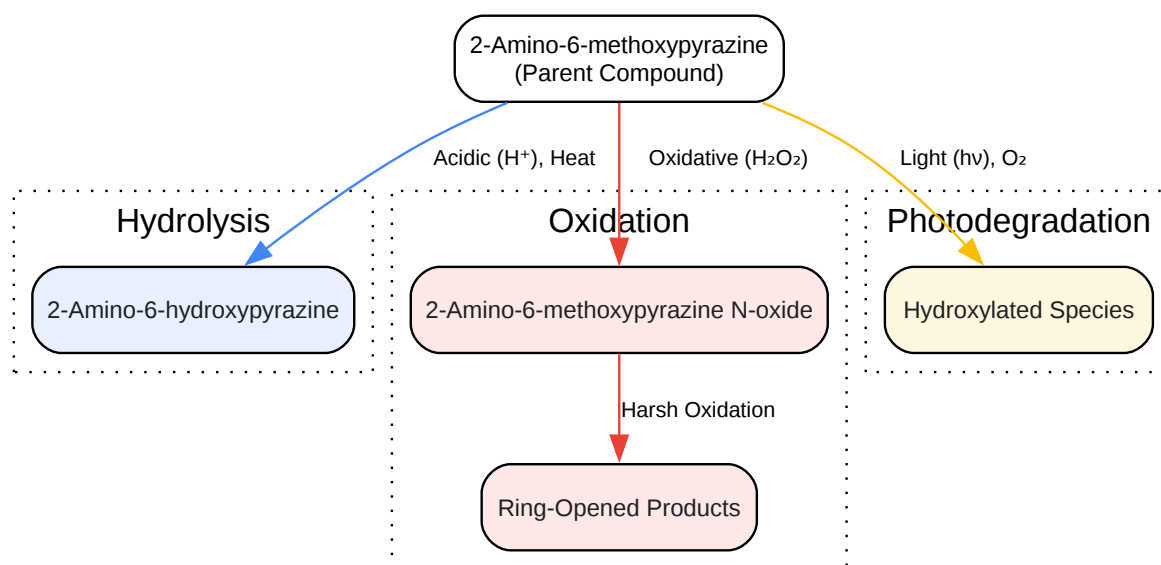 2-Amino-6-methoxypyrazine
(Parent Compound)
Acidic (H⁺), Heat
Oxidative (H₂O₂)
Light (hν), O₂
Hydrolysis
Oxidation
Photodegradation
2-Amino-6-hydroxypyrazine
2-Amino-6-methoxypyrazine N-oxide
Hydroxylated Species
Harsh Oxidation
Ring-Opened Products